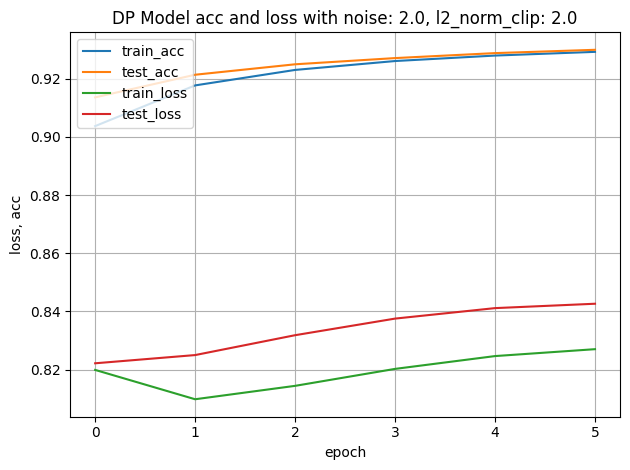 DP Model acc and loss with noise: 2.0, l2_norm_clip: 2.0
train_acc
test_acc
train_loss
test_loss
loss, acc
0.92
0.90
0.88
0.86
0.84
0.82
0 1 2 3 4 5
epoch